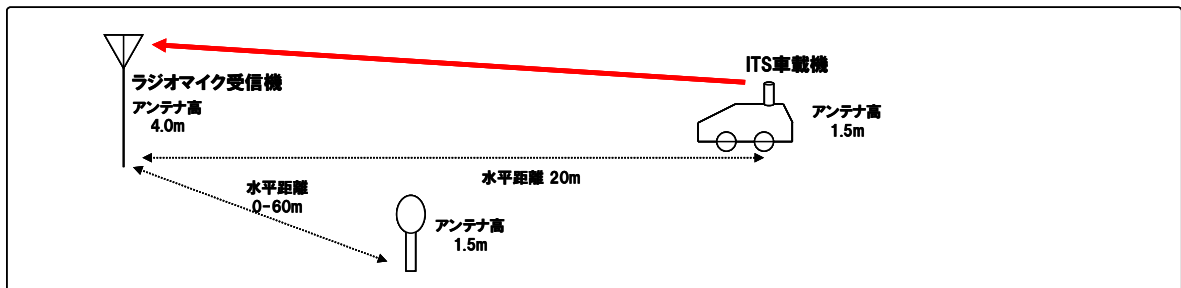 ITS車載機
ラジオマイク受信機
アンテナ高
4.0m
アンテナ高
1.5m
水平距離 20m
水平距離
0-60m
アンテナ高
1.5m